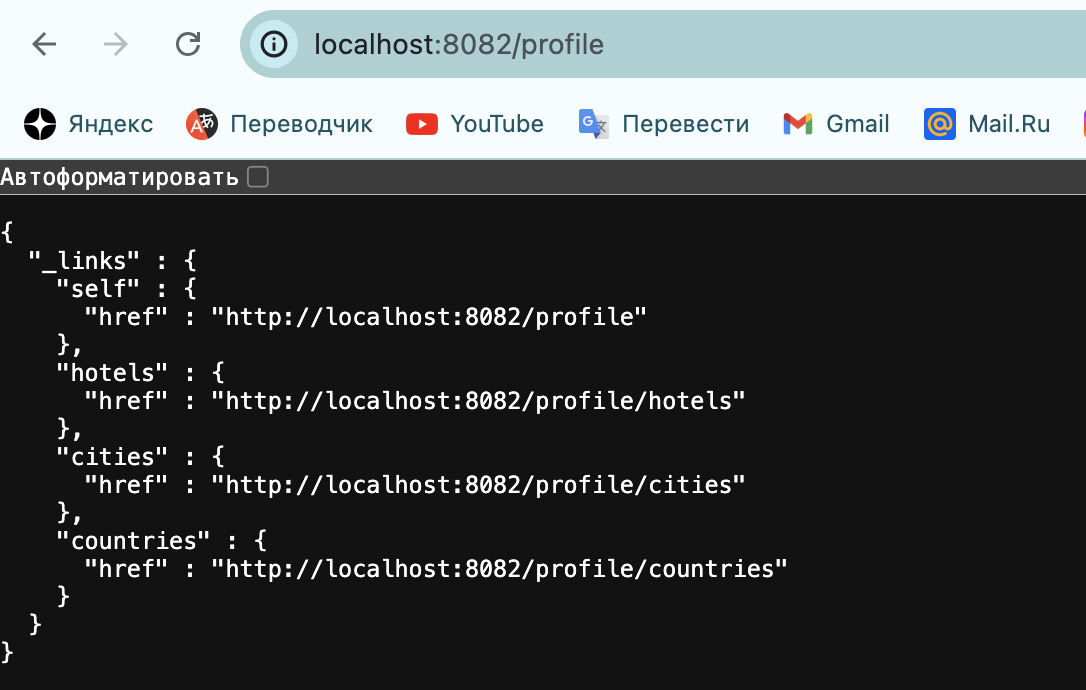 localhost:8082/profile
Яндекс Переводчик YouTube Перевести Gmail Mail.Ru
Автоформатировать
{
  "_links" : {
    "self" : {
      "href" : "http://localhost:8082/profile"
    },
    "hotels" : {
      "href" : "http://localhost:8082/profile/hotels"
    },
    "cities" : {
      "href" : "http://localhost:8082/profile/cities"
    },
    "countries" : {
      "href" : "http://localhost:8082/profile/countries"
    }
  }
}